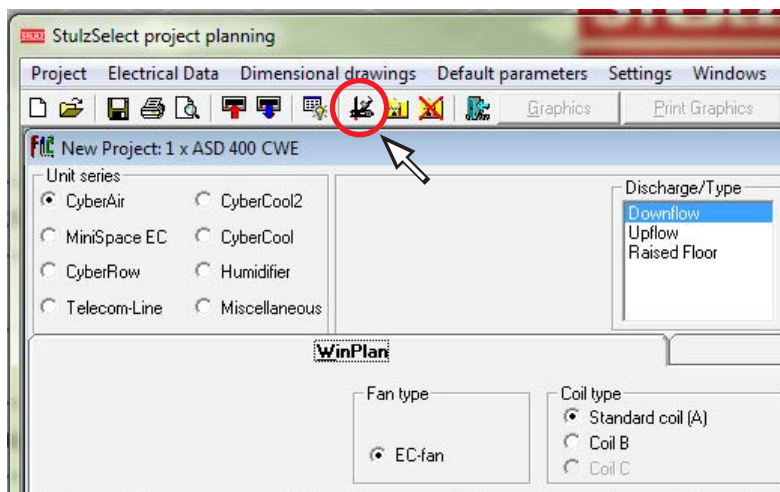 STULZ StulzSelect project planning
Project Electrical Data Dimensional drawings Default parameters Settings Windows
Graphics Print Graphics
New Project: 1 x ASD 400 CWE
Unit series
CyberAir CyberCool2
MiniSpace EC CyberCool
CyberRow Humidifier
Telecom-Line Miscellaneous
Discharge/Type
Downflow
Upflow
Raised Floor
WinPlan
Fan type
EC-fan
Coil type
Standard coil (A)
Coil B
Coil C